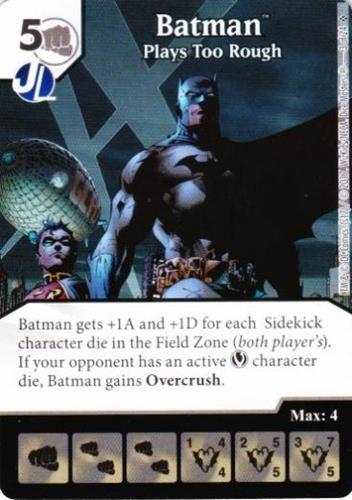 5
Batman™
Plays Too Rough
JL
Batman gets +1A and +1D for each Sidekick
character die in the Field Zone (both player's).
If your opponent has an active character
die, Batman gains Overcrush.
Max: 4
1 4 4
2 5 5
3 7 5